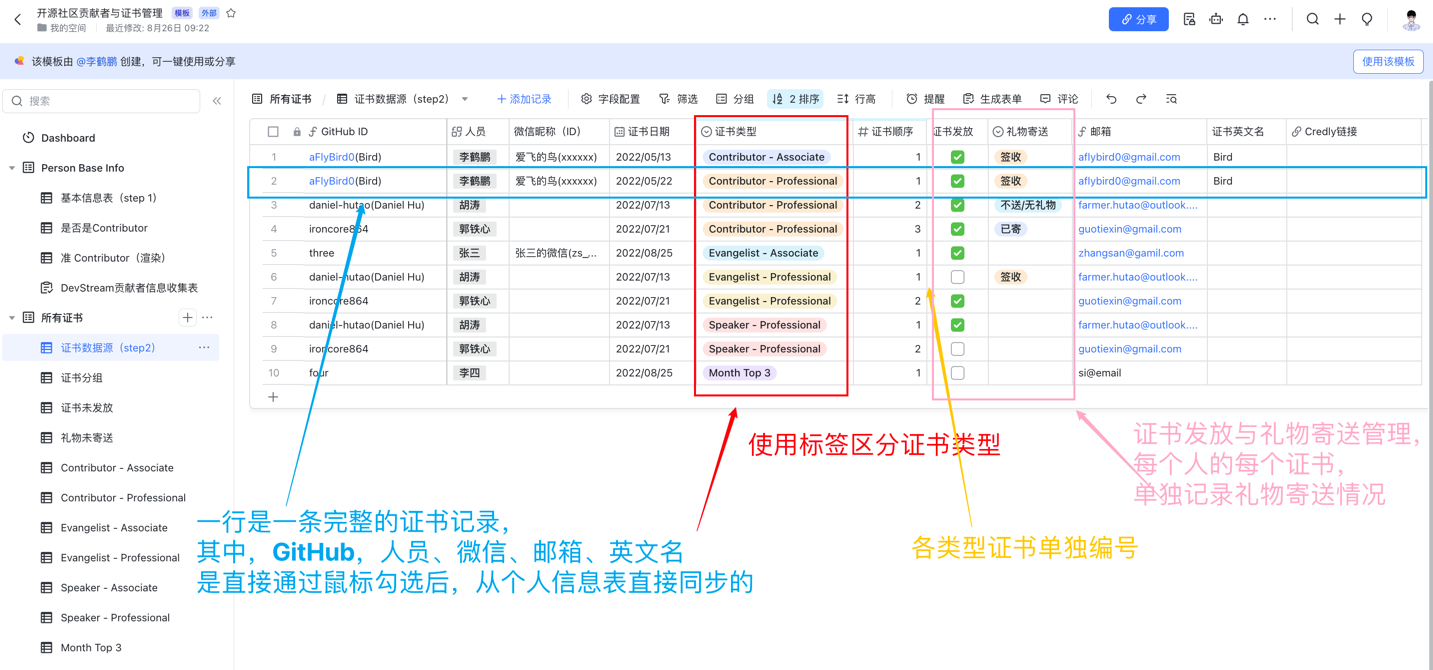 开源社区贡献者与证书管理 模板 外部
我的空间 最近修改: 8月26日 09:22
分享
该模板由 @李鹤鹏 创建，可一键使用或分享
使用该模板
搜索
Dashboard
Person Base Info
基本信息表（step 1）
是否是Contributor
准 Contributor（渲染）
DevStream贡献者信息收集表
所有证书
证书数据源（step2）
证书分组
证书未发放
礼物未寄送
Contributor - Associate
Contributor - Professional
Evangelist - Associate
Evangelist - Professional
Speaker - Associate
Speaker - Professional
Month Top 3
所有证书 / 证书数据源（step2） 添加记录 字段配置 筛选 分组 2 排序 行高 提醒 生成表单 评论
GitHub ID 人员 微信昵称（ID） 证书日期 证书类型 证书顺序 证书发放 礼物寄送 邮箱 证书英文名 Credly链接
1 aFlyBird0(Bird) 李鹤鹏 爱飞的鸟(xxxxxx) 2022/05/13 Contributor - Associate 1 签收 aflybird0@gmail.com Bird
2 aFlyBird0(Bird) 李鹤鹏 爱飞的鸟(xxxxxx) 2022/05/22 Contributor - Professional 1 签收 aflybird0@gmail.com Bird
3 daniel-hutao(Daniel Hu) 胡涛 2022/07/13 Contributor - Professional 2 不送/无礼物 farmer.hutao@outlook....
4 ironcore864 郭铁心 2022/07/21 Contributor - Professional 3 已寄 guotiexin@gmail.com
5 three 张三 张三的微信(zs_... 2022/08/25 Evangelist - Associate 1 zhangsan@gamil.com
6 daniel-hutao(Daniel Hu) 胡涛 2022/07/13 Evangelist - Professional 1 签收 farmer.hutao@outlook....
7 ironcore864 郭铁心 2022/07/21 Evangelist - Professional 2 guotiexin@gmail.com
8 daniel-hutao(Daniel Hu) 胡涛 2022/07/13 Speaker - Professional 1 farmer.hutao@outlook....
9 ironcore864 郭铁心 2022/07/21 Speaker - Professional 2 guotiexin@gmail.com
10 four 李四 2022/08/25 Month Top 3 1 si@email
使用标签区分证书类型
证书发放与礼物寄送管理，
每个人的每个证书，
单独记录礼物寄送情况
一行是一条完整的证书记录，
其中，GitHub，人员、微信、邮箱、英文名
是直接通过鼠标勾选后，从个人信息表直接同步的
各类型证书单独编号